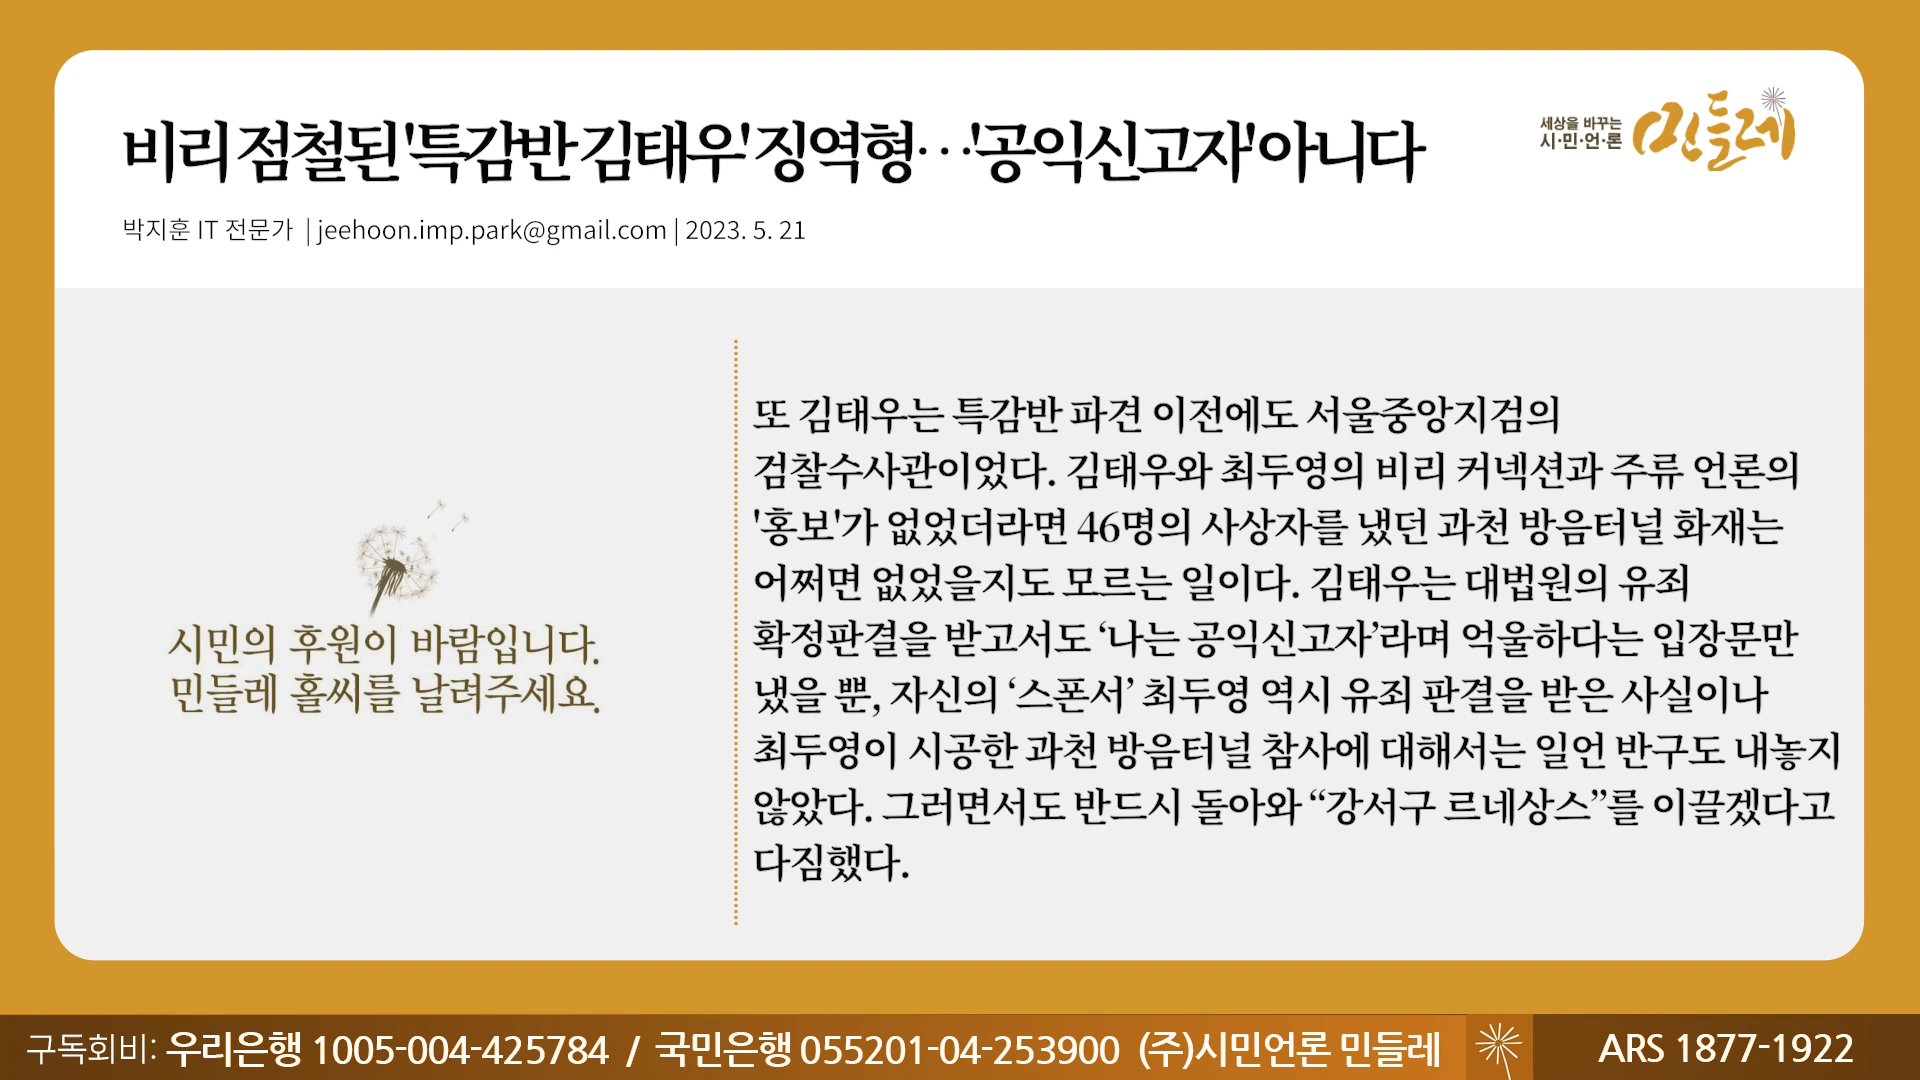 비리 점철된 '특감반 김태우' 징역형…'공익신고자' 아니다
세상을 바꾸는
시·민·언·론
민들레
박지훈 IT 전문가 | jeehoon.imp.park@gmail.com | 2023. 5. 21
시민의 후원이 바람입니다.
민들레 홀씨를 날려주세요.
또 김태우는 특감반 파견 이전에도 서울중앙지검의
검찰수사관이었다. 김태우와 최두영의 비리 커넥션과 주류 언론의
'홍보'가 없었더라면 46명의 사상자를 냈던 과천 방음터널 화재는
어쩌면 없었을지도 모르는 일이다. 김태우는 대법원의 유죄
확정판결을 받고서도 ‘나는 공익신고자’라며 억울하다는 입장문만
냈을 뿐, 자신의 ‘스폰서’ 최두영 역시 유죄 판결을 받은 사실이나
최두영이 시공한 과천 방음터널 참사에 대해서는 일언 반구도 내놓지
않았다. 그러면서도 반드시 돌아와 “강서구 르네상스”를 이끌겠다고
다짐했다.
구독회비: 우리은행 1005-004-425784 / 국민은행 055201-04-253900 (주)시민언론 민들레
ARS 1877-1922